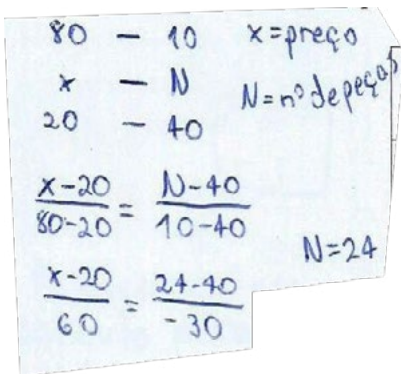 80 — 10 x=preço
x — N N=nº de peças
20 — 40
x-20 / 80-20 = N-40 / 10-40
N=24
x-20 / 60 = 24-40 / -30